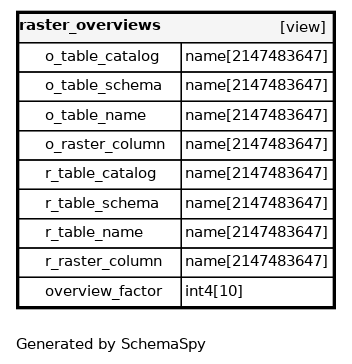 raster_overviews [view]
o_table_catalog name[2147483647]
o_table_schema name[2147483647]
o_table_name name[2147483647]
o_raster_column name[2147483647]
r_table_catalog name[2147483647]
r_table_schema name[2147483647]
r_table_name name[2147483647]
r_raster_column name[2147483647]
overview_factor int4[10]
Generated by SchemaSpy